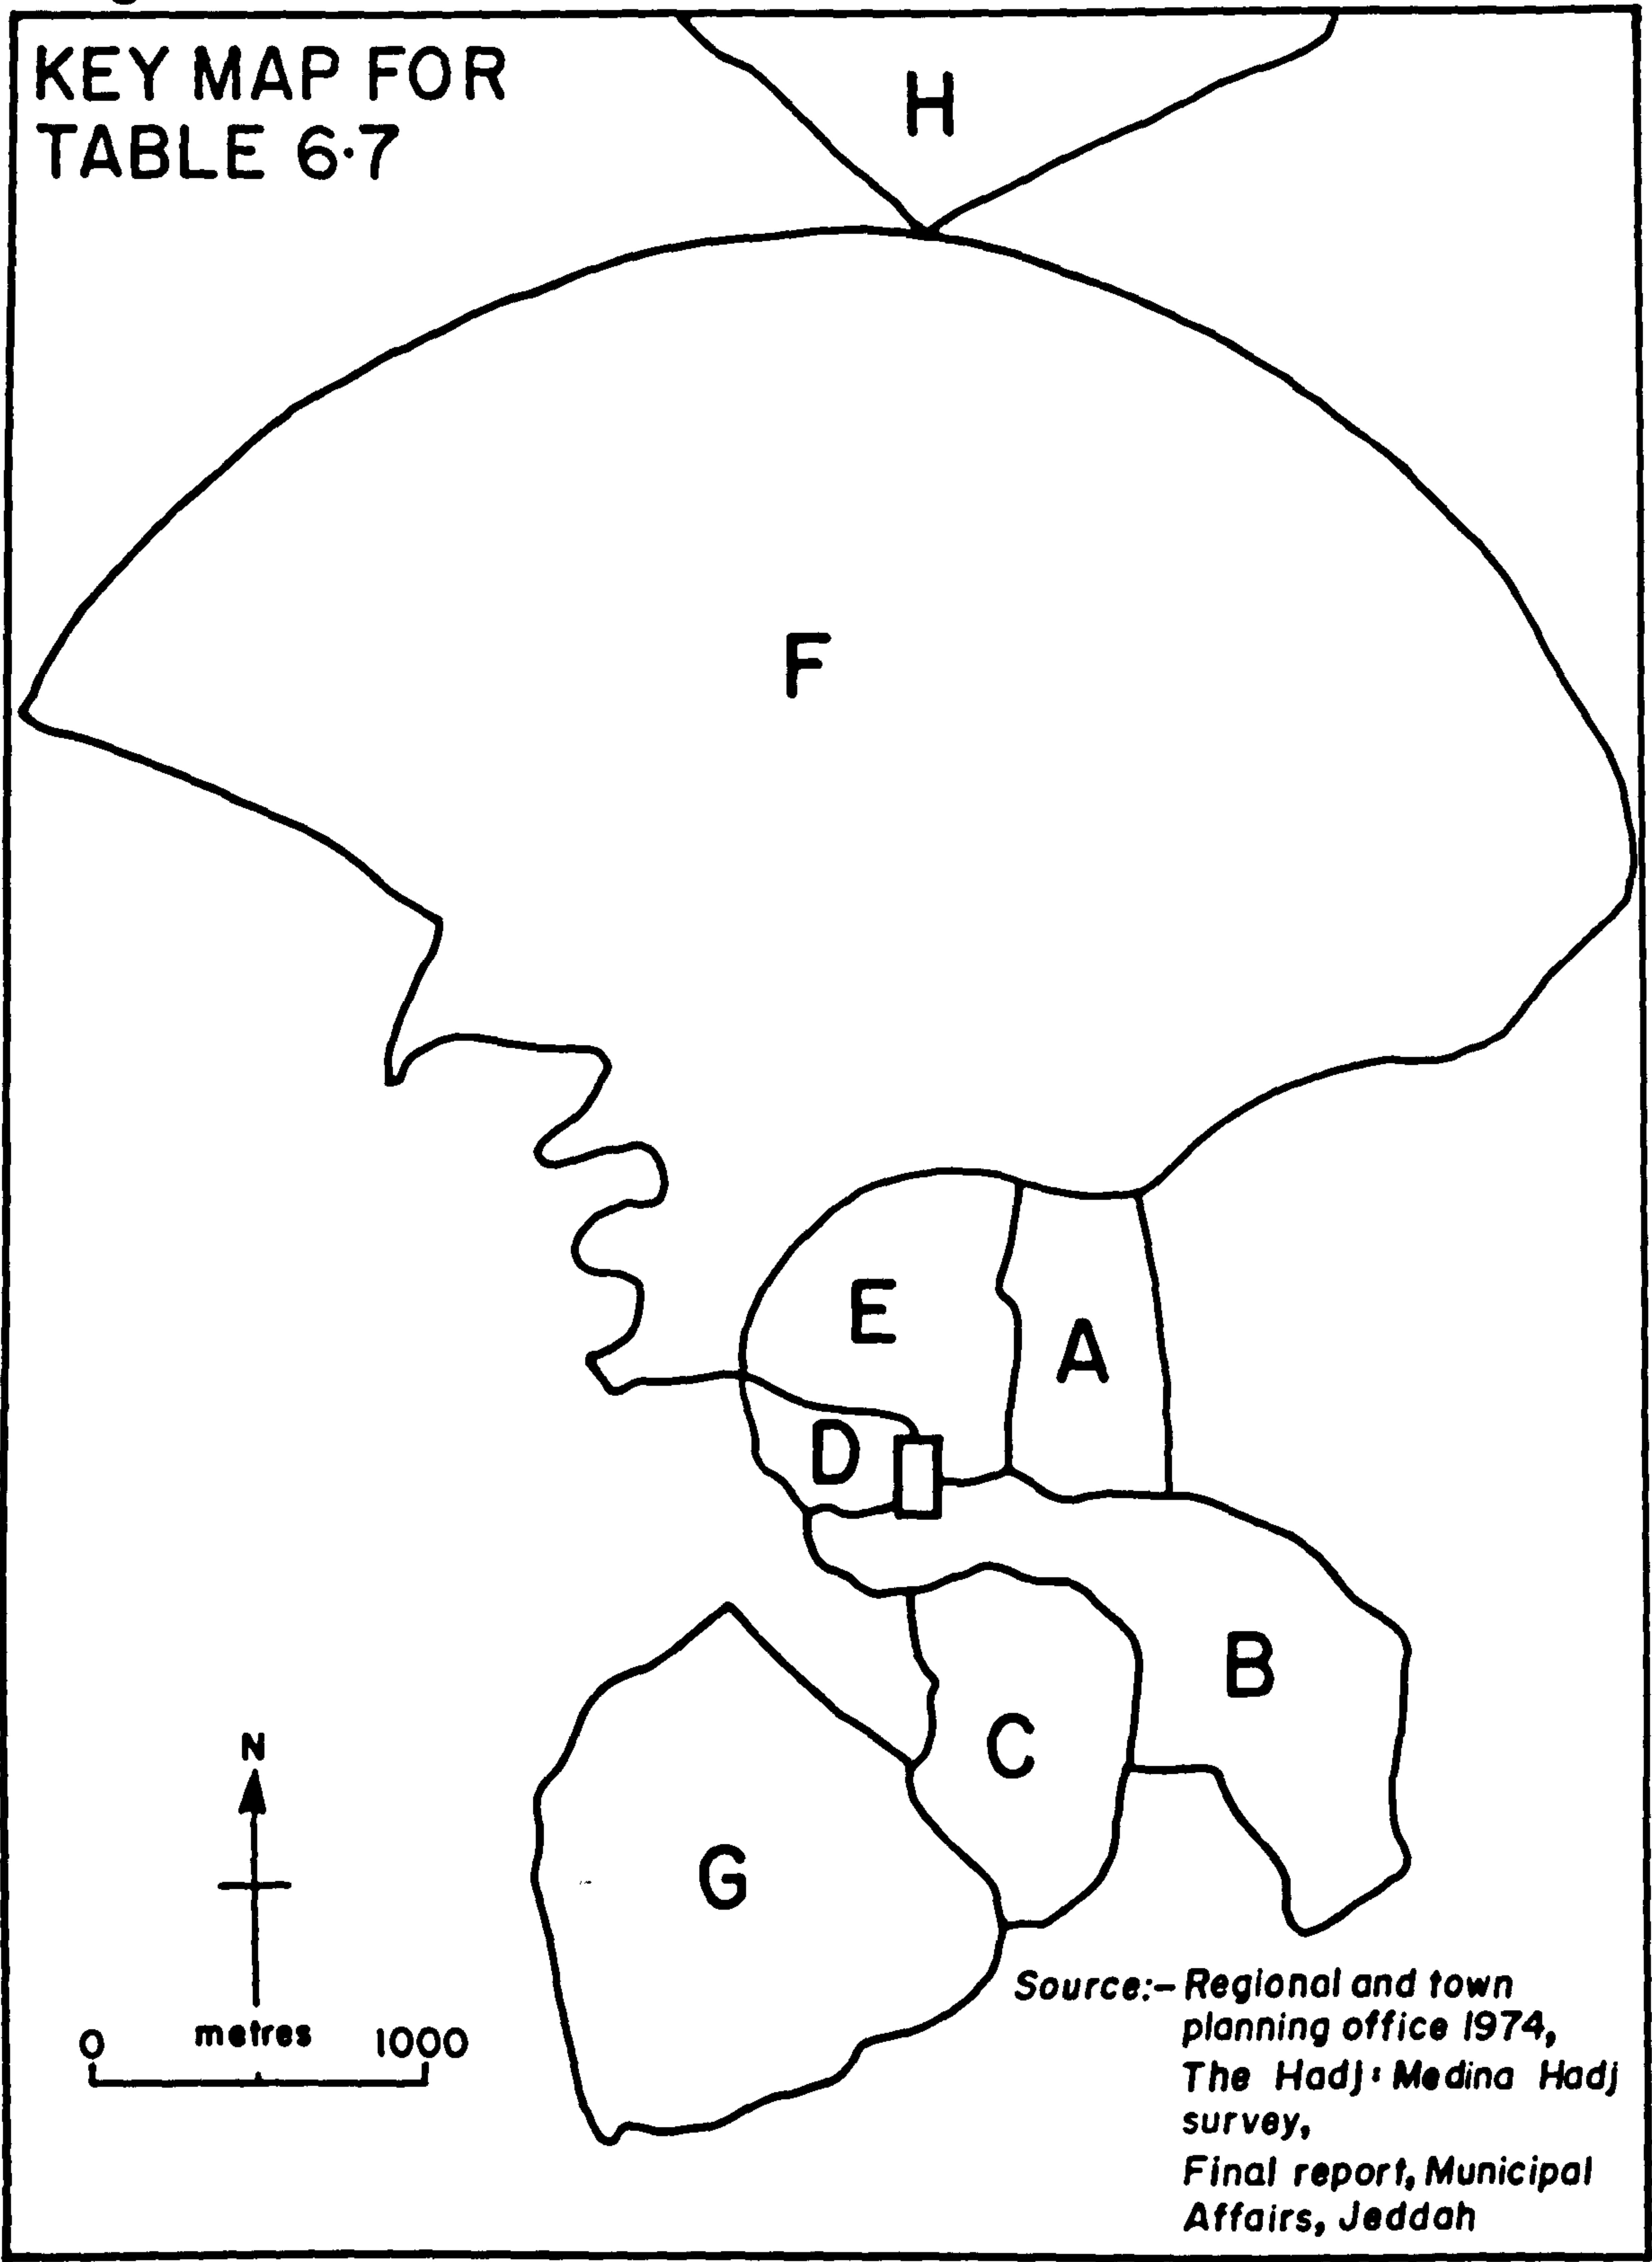 KEY MAP FOR
TABLE 6·7
H
F
E
A
D
B
C
G
N
0 metres 1000
Source:– Regional and town
planning office 1974,
The Hadj: Medina Hadj
survey,
Final report, Municipal
Affairs, Jeddah